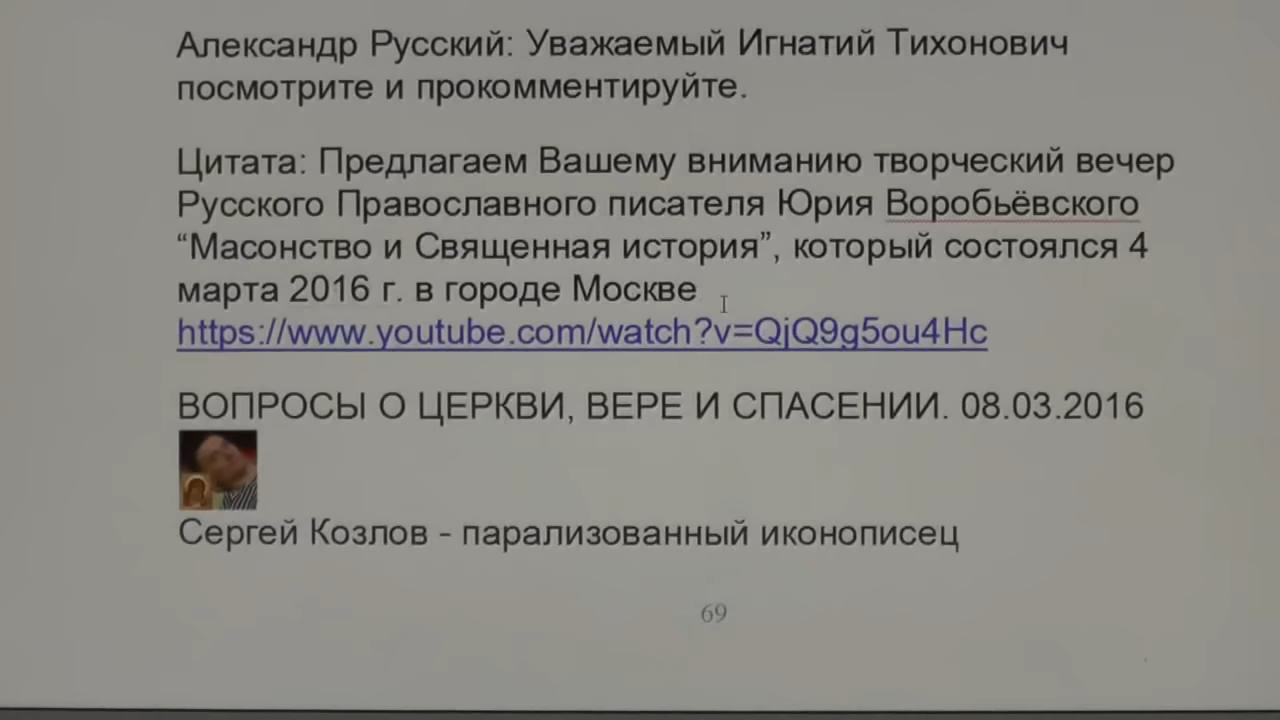 Александр Русский: Уважаемый Игнатий Тихонович
посмотрите и прокомментируйте.
Цитата: Предлагаем Вашему вниманию творческий вечер
Русского Православного писателя Юрия Воробьёвского
“Масонство и Священная история”, который состоялся 4
марта 2016 г. в городе Москве
https://www.youtube.com/watch?v=QjQ9g5ou4Hc
ВОПРОСЫ О ЦЕРКВИ, ВЕРЕ И СПАСЕНИИ. 08.03.2016
Сергей Козлов - парализованный иконописец
69